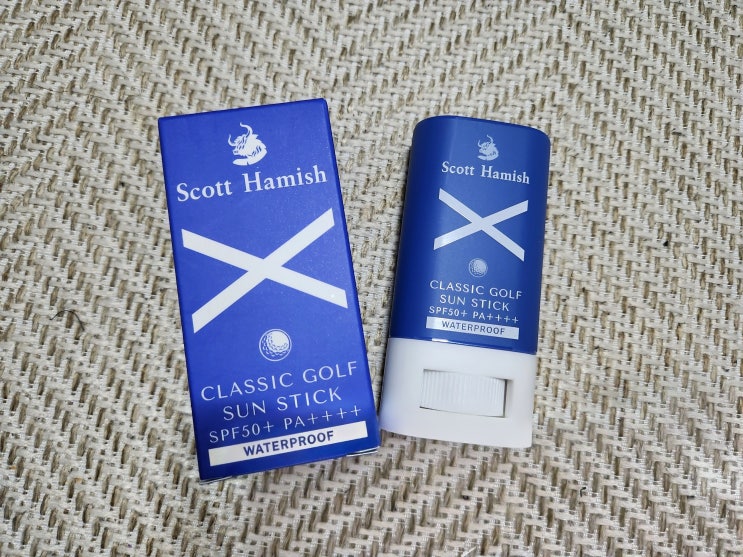 Scott Hamish
CLASSIC GOLF
SUN STICK
SPF50+ PA++++
WATERPROOF
Scott Hamish
CLASSIC GOLF
SUN STICK
SPF50+ PA++++
WATERPROOF